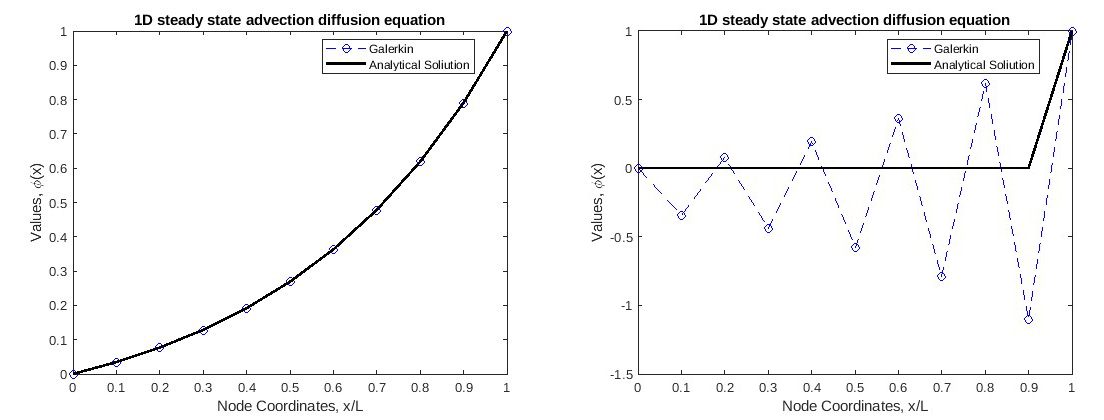 1D steady state advection diffusion equation
Galerkin
Analytical Soliution
Values, ϕ(x)
1
0.9
0.8
0.7
0.6
0.5
0.4
0.3
0.2
0.1
0
0 0.1 0.2 0.3 0.4 0.5 0.6 0.7 0.8 0.9 1
Node Coordinates, x/L
1D steady state advection diffusion equation
Galerkin
Analytical Soliution
Values, ϕ(x)
1
0.5
0
-0.5
-1
-1.5
0 0.1 0.2 0.3 0.4 0.5 0.6 0.7 0.8 0.9 1
Node Coordinates, x/L